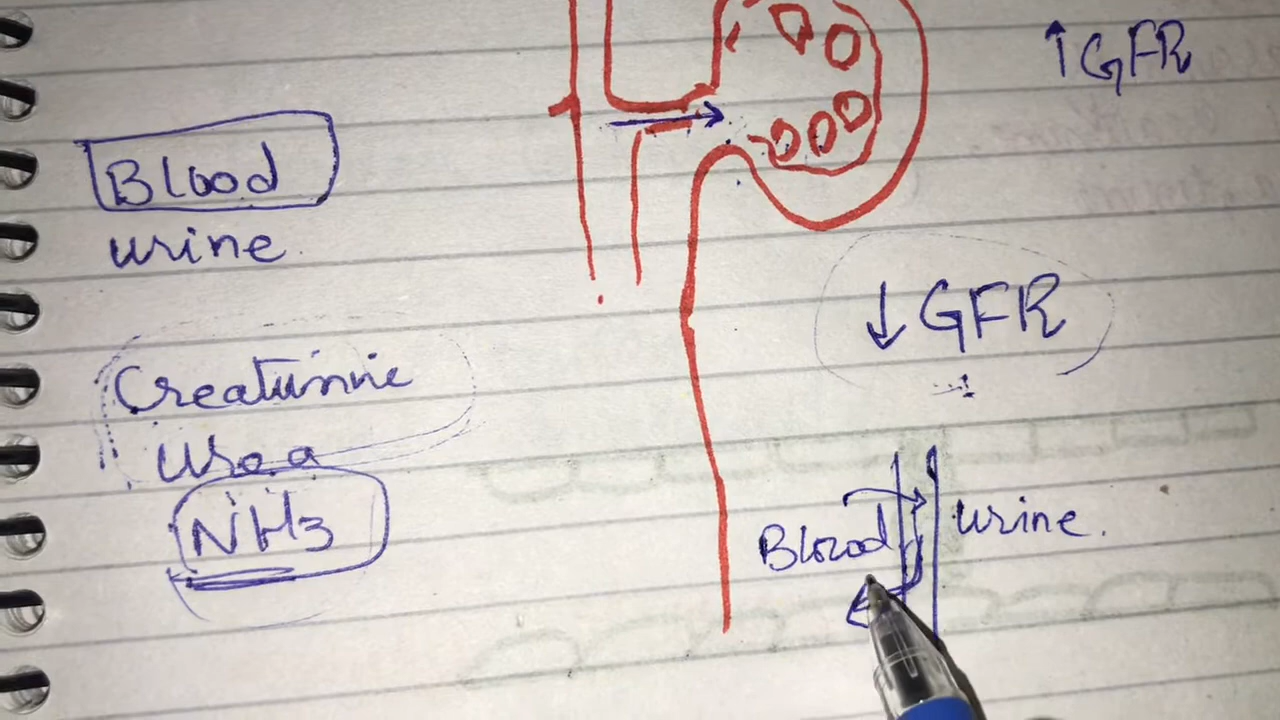 ↑GFR
Blood
urine
↓GFR
Creatinine
Urea
NH3
Blood urine.